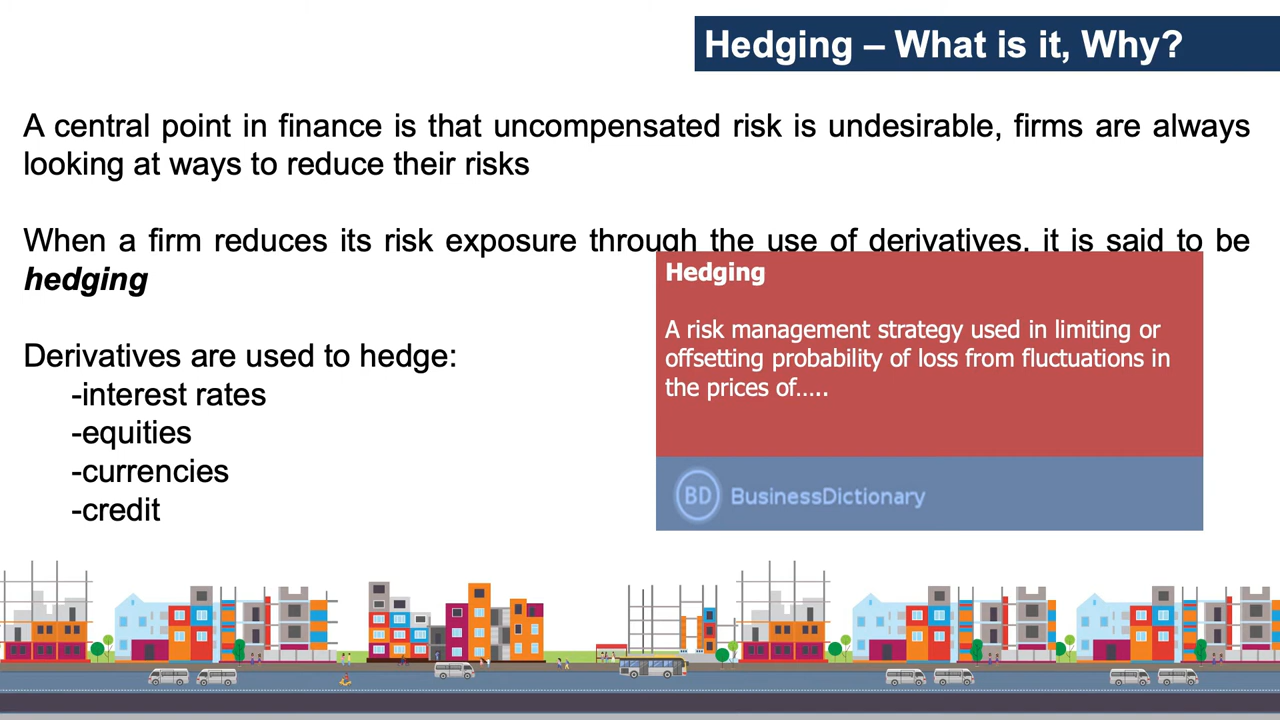 Hedging – What is it, Why?
A central point in finance is that uncompensated risk is undesirable, firms are always
looking at ways to reduce their risks
When a firm reduces its risk exposure through the use of derivatives, it is said to be
hedging
Derivatives are used to hedge:
-interest rates
-equities
-currencies
-credit
Hedging
A risk management strategy used in limiting or
offsetting probability of loss from fluctuations in
the prices of.....
BD BusinessDictionary